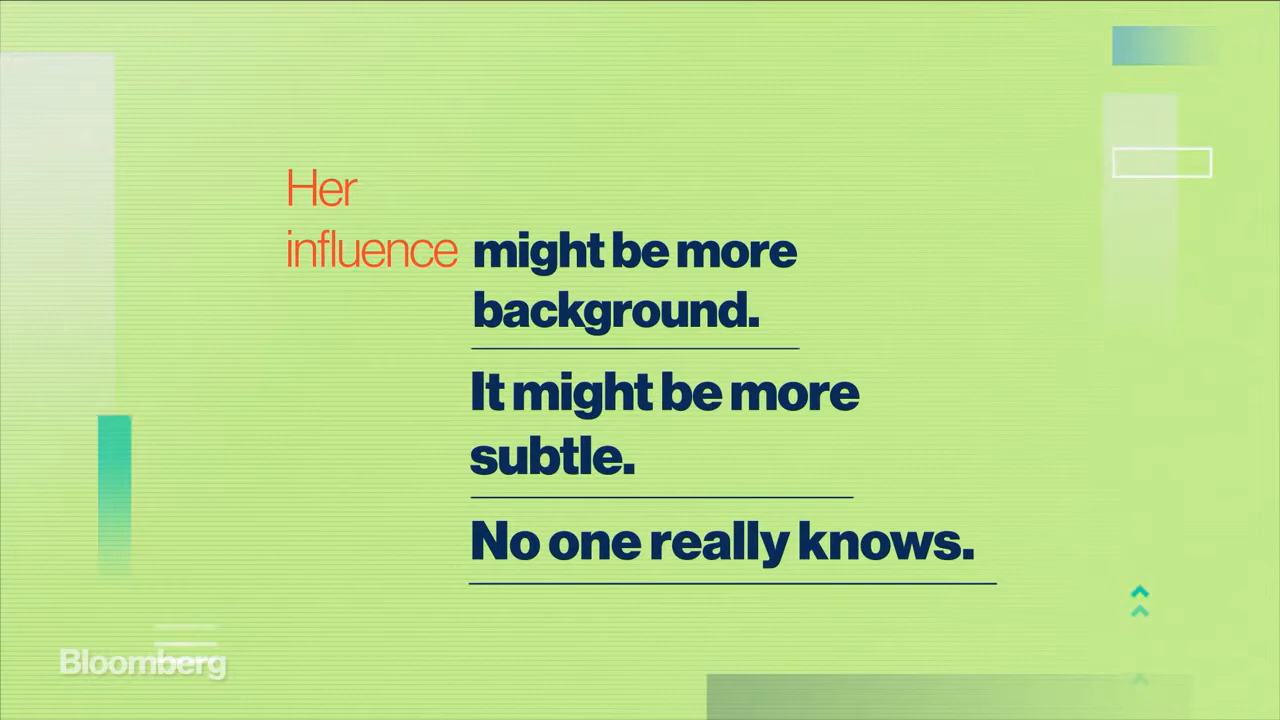 Her
influence might be more
background.
It might be more
subtle.
No one really knows.
Bloomberg